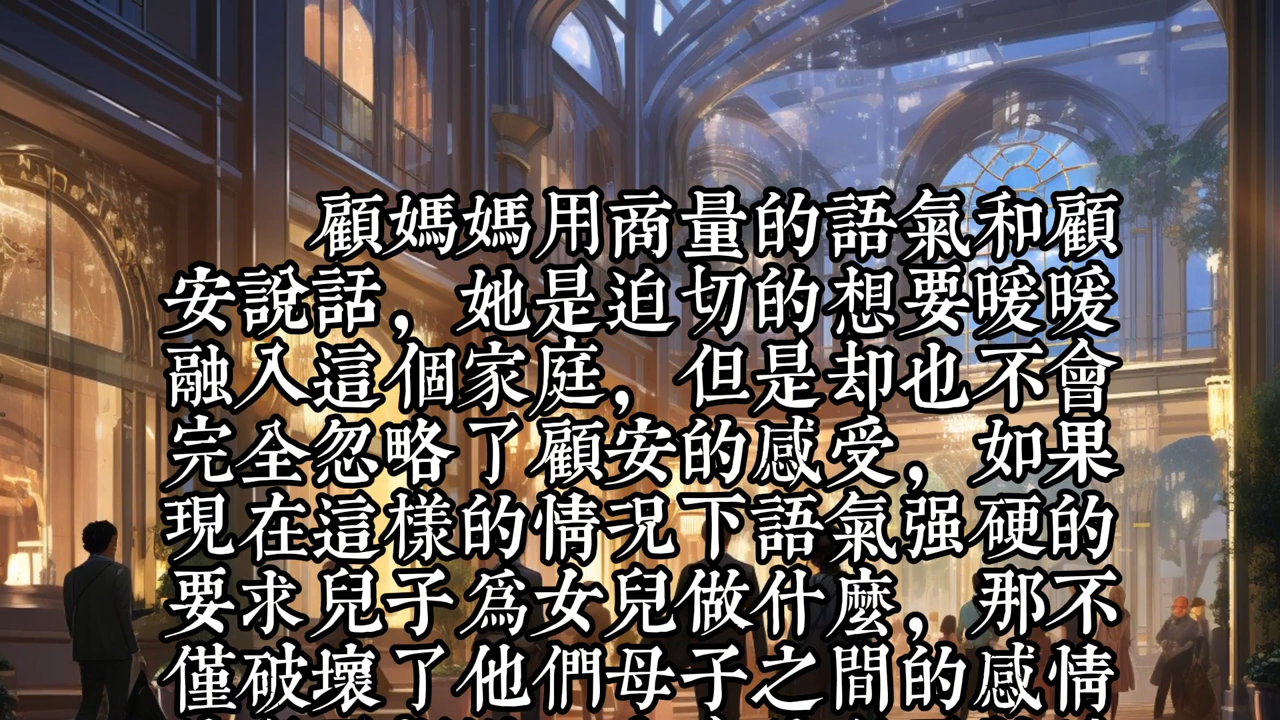 顧媽媽用商量的語氣和顧
安說話，她是迫切的想要暖暖
融入這個家庭，但是却也不會
完全忽略了顧安的感受，如果
現在這樣的情況下語氣强硬的
要求兒子爲女兒做什麽，那不
僅破壞了他們母子之間的感情